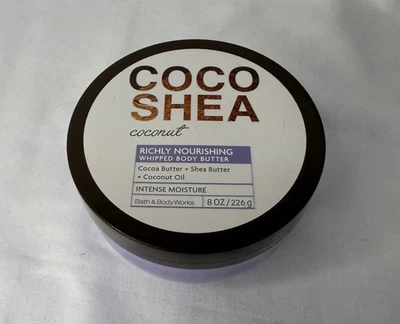 COCO
SHEA
coconut
RICHLY NOURISHING
WHIPPED BODY BUTTER
Cocoa Butter + Shea Butter
+ Coconut Oil
INTENSE MOISTURE
Bath & Body Works 8 OZ / 226 g